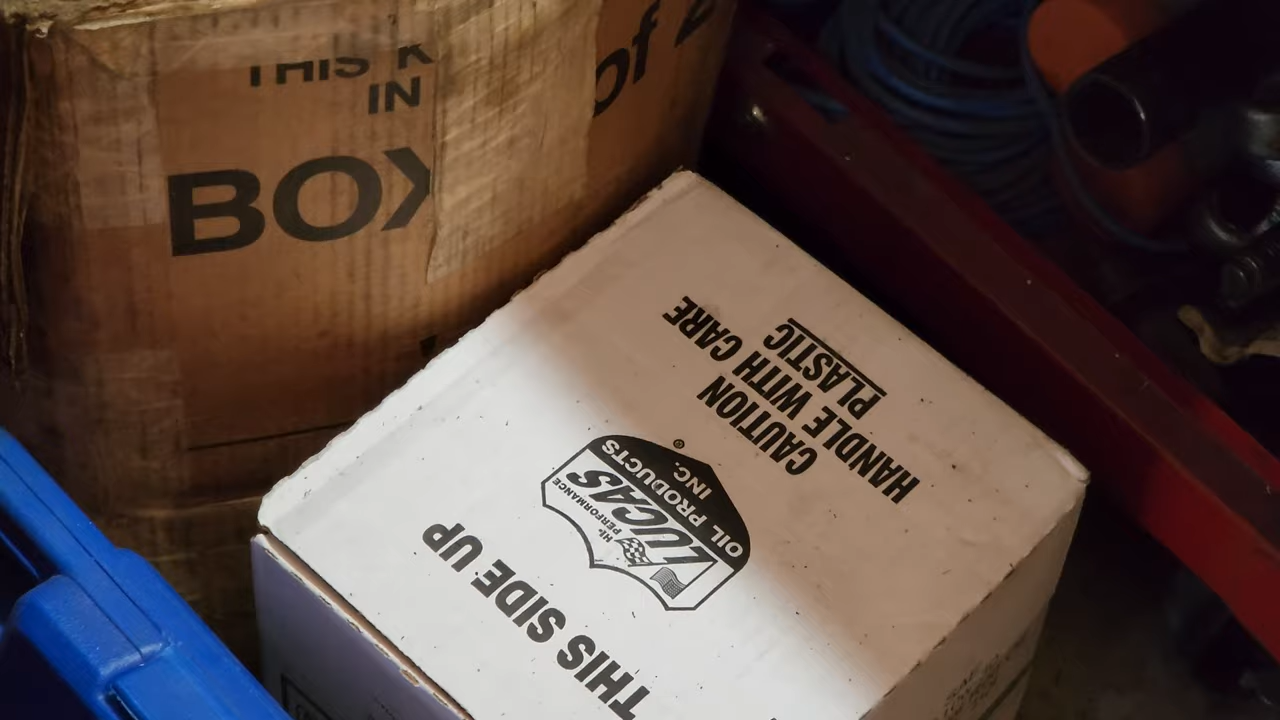 THIS K
IN
BOX
of 2
THIS SIDE UP
LUCAS
OIL PRODUCTS
INC.
®
HI-
PERFORMANCE
CAUTION
HANDLE WITH CARE
PLASTIC